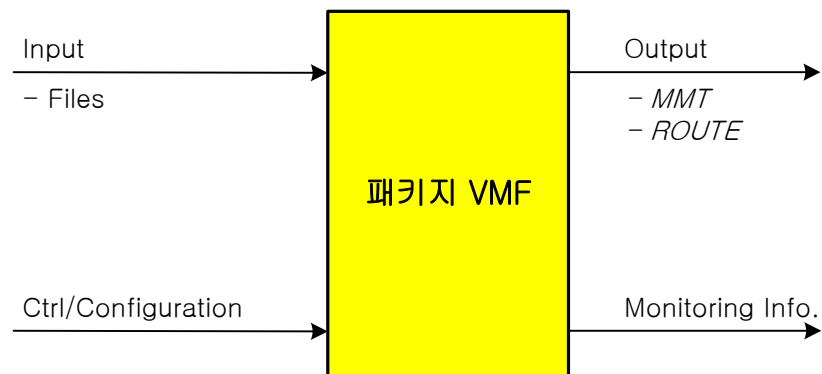 Input
- Files
Output
- MMT
- ROUTE
패키지 VMF
Ctrl/Configuration
Monitoring Info.